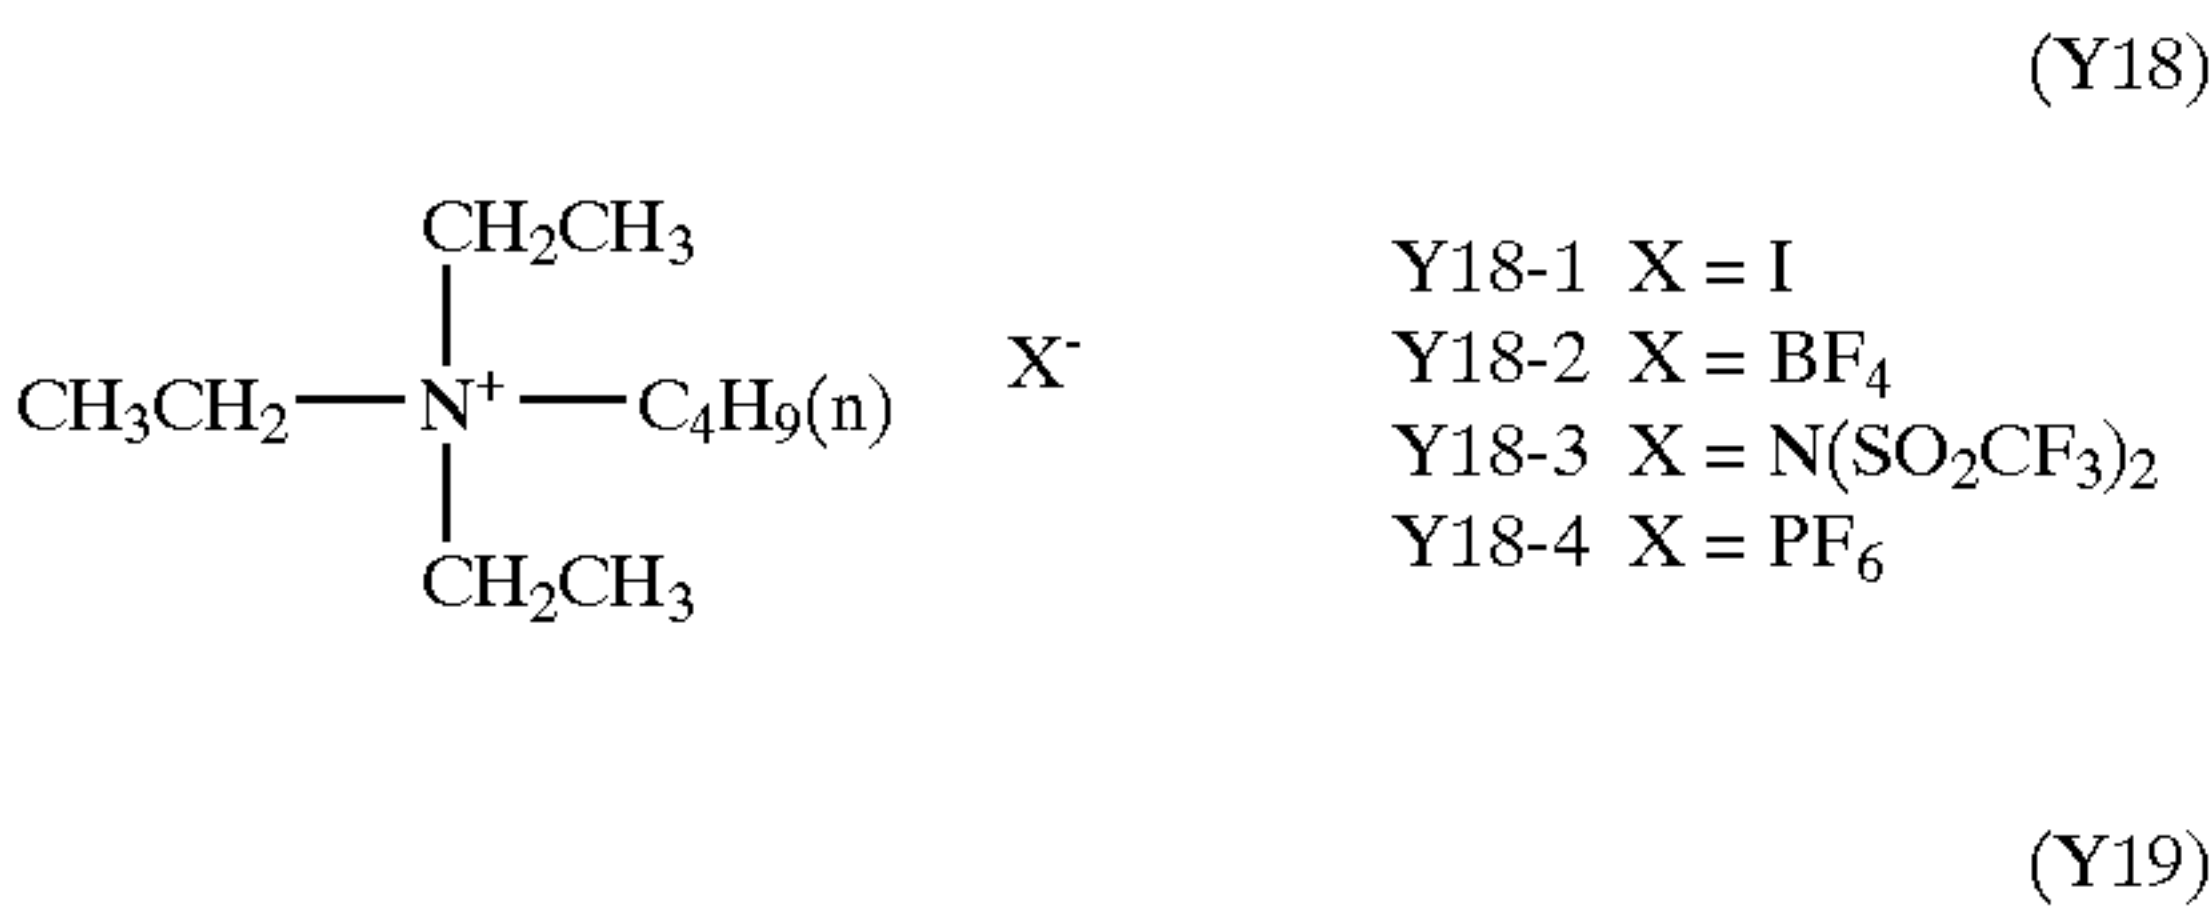 (Y18)
CH₂CH₃
CH₃CH₂—N⁺—C₄H₉(n) X⁻
CH₂CH₃
Y18-1 X = I
Y18-2 X = BF₄
Y18-3 X = N(SO₂CF₃)₂
Y18-4 X = PF₆
(Y19)